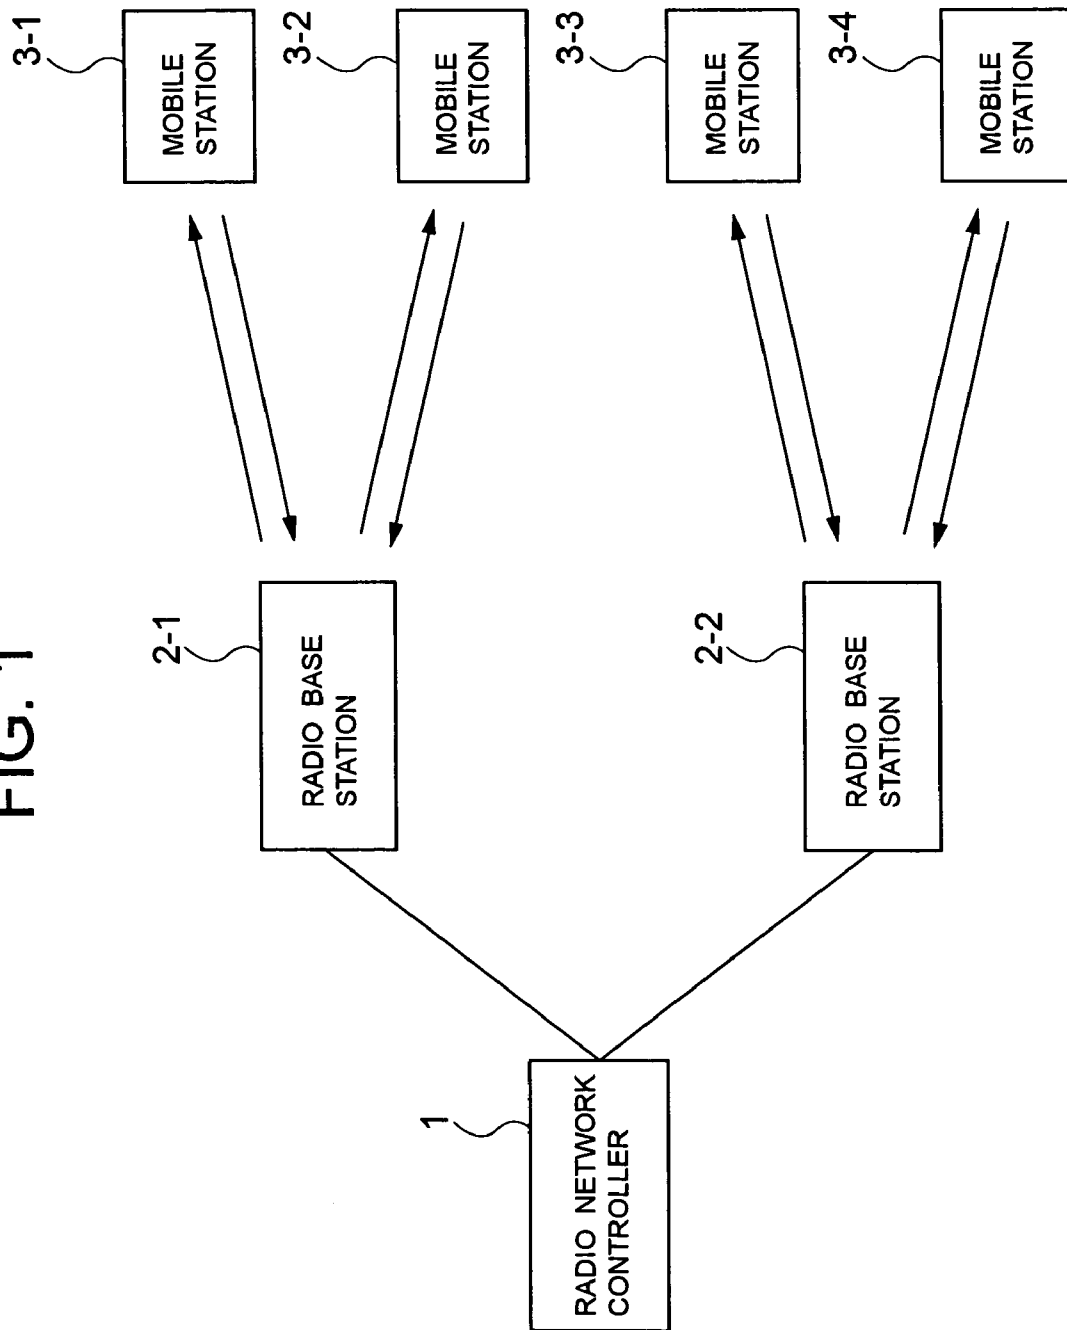 FIG. 1
1
RADIO NETWORK
CONTROLLER
2-1
RADIO BASE
STATION
2-2
RADIO BASE
STATION
3-1
MOBILE
STATION
3-2
MOBILE
STATION
3-3
MOBILE
STATION
3-4
MOBILE
STATION